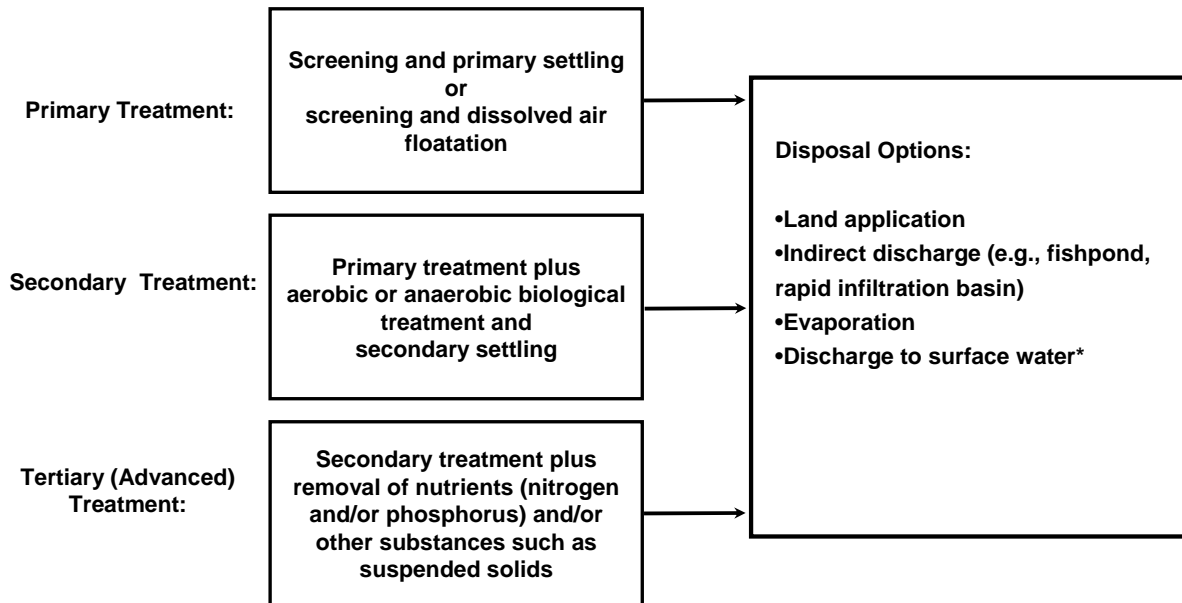 Primary Treatment:
Screening and primary settling
or
screening and dissolved air
floatation
Secondary  Treatment:
Primary treatment plus
aerobic or anaerobic biological
treatment and
secondary settling
Tertiary (Advanced)
Treatment:
Secondary treatment plus
removal of nutrients (nitrogen
and/or phosphorus) and/or
other substances such as
suspended solids
Disposal Options:
•Land application
•Indirect discharge (e.g., fishpond,
rapid infiltration basin)
•Evaporation
•Discharge to surface water*